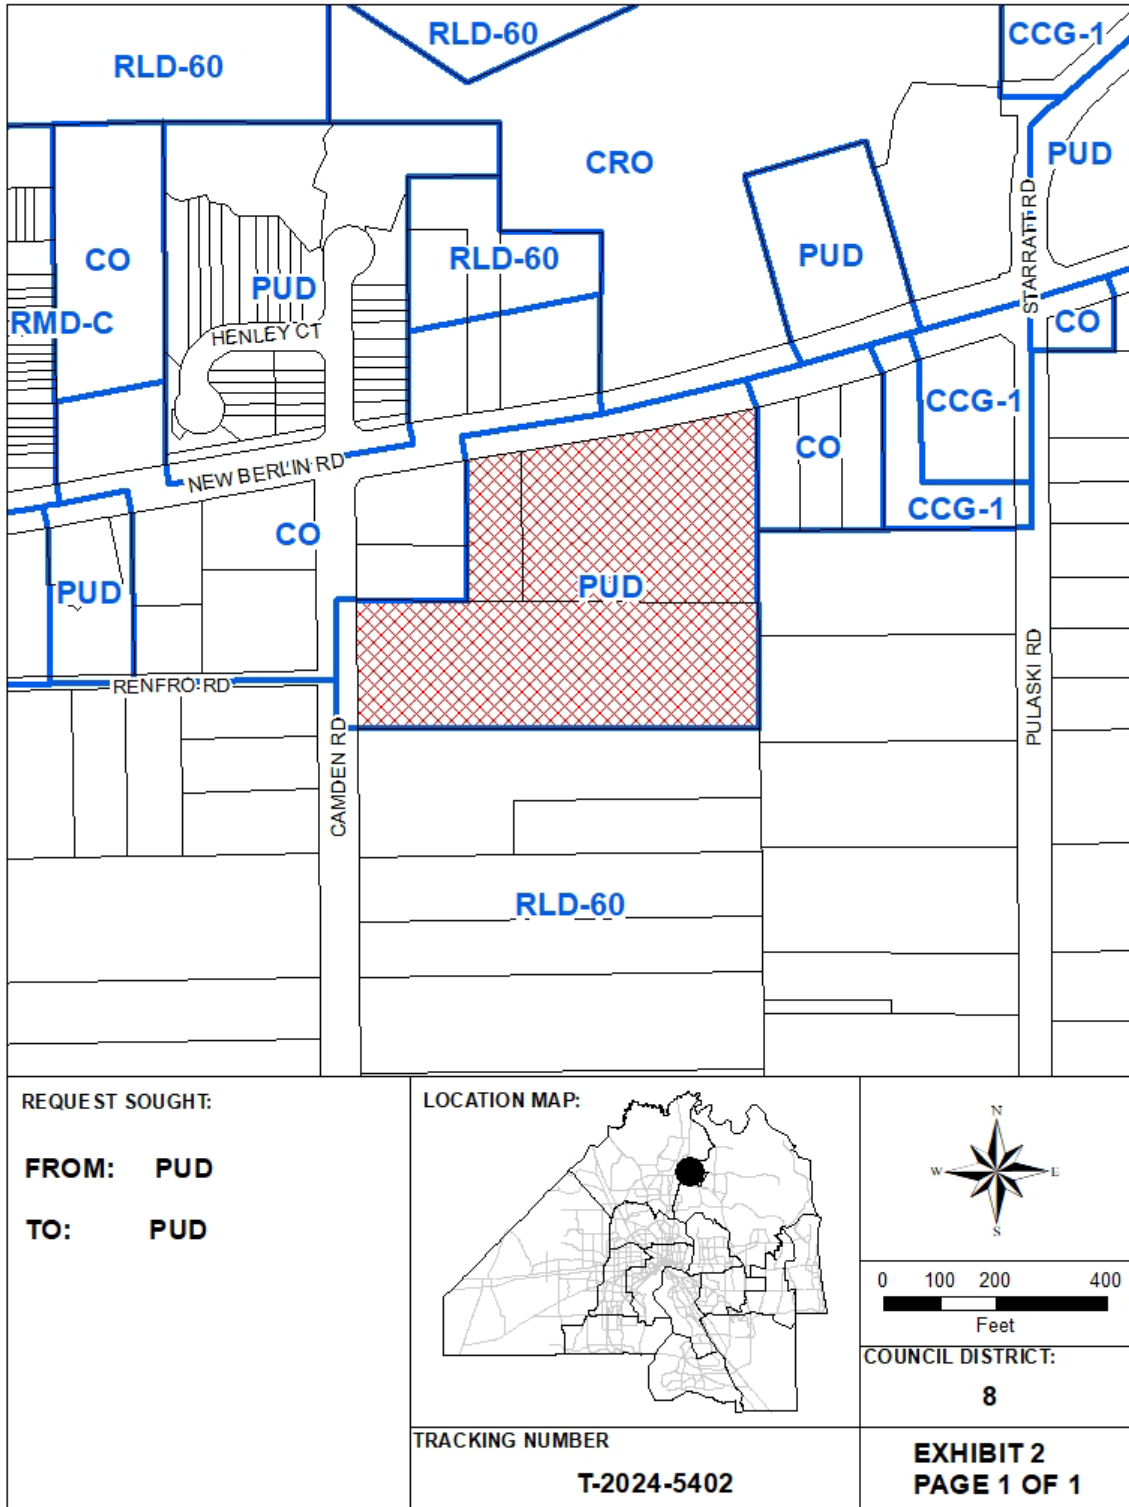 RLD-60
RLD-60
CCG-1
CRO
PUD
STARRATT RD
CO
RLD-60
PUD
PUD
RMD-C
HENLEY CT
CO
CCG-1
CO
NEW BERLIN RD
CCG-1
CO
PUD
PUD
RENFRO RD
PULASKI RD
CAMDEN RD
RLD-60
REQUEST SOUGHT:
FROM: PUD
TO: PUD
LOCATION MAP:
N
W E
S
0 100 200 400
Feet
COUNCIL DISTRICT:
8
TRACKING NUMBER
T-2024-5402
EXHIBIT 2
PAGE 1 OF 1